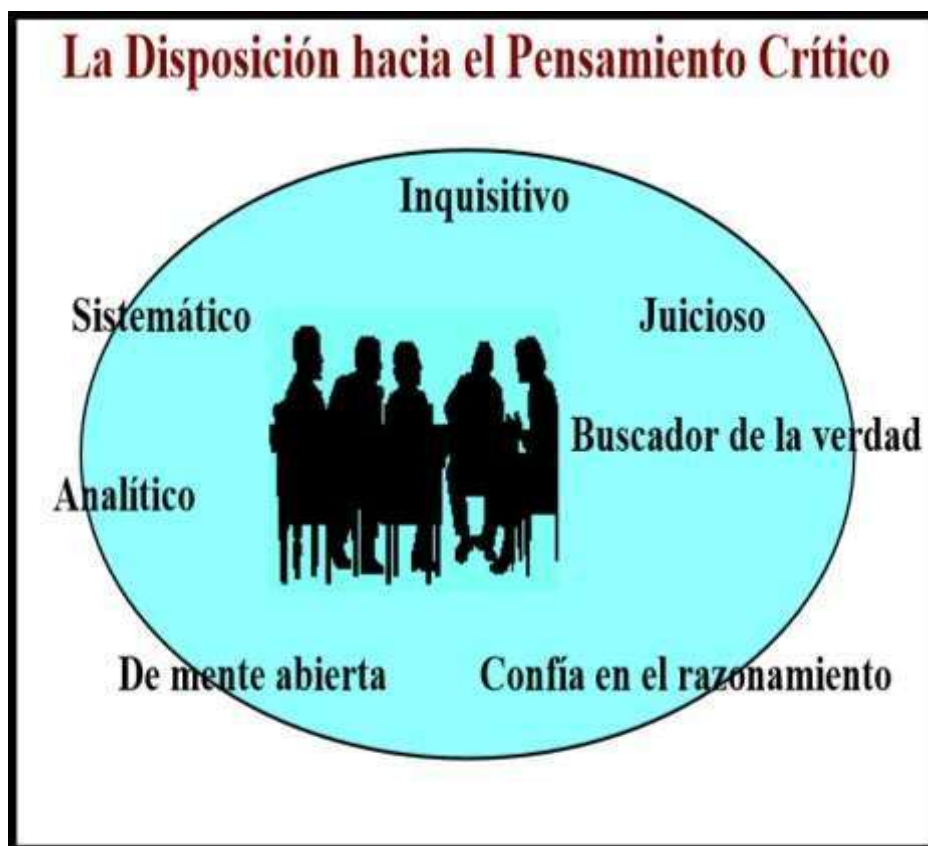 La Disposición hacia el Pensamiento Crítico
Inquisitivo
Sistemático
Juicioso
Buscador de la verdad
Analítico
De mente abierta
Confía en el razonamiento